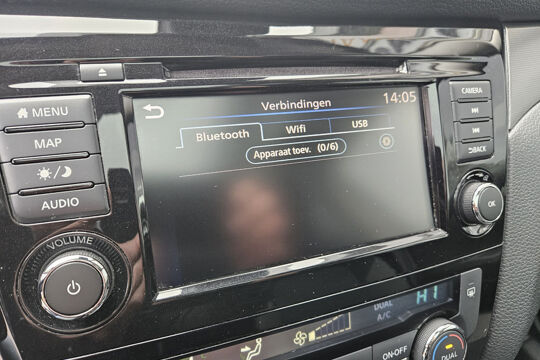 Verbindingen
14:05
Bluetooth
Wifi
USB
Apparaat toev. (0/6)
MENU
MAP
AUDIO
VOLUME
CAMERA
BACK
OK
DUAL
A/C
H1
ON·OFF
DUAL